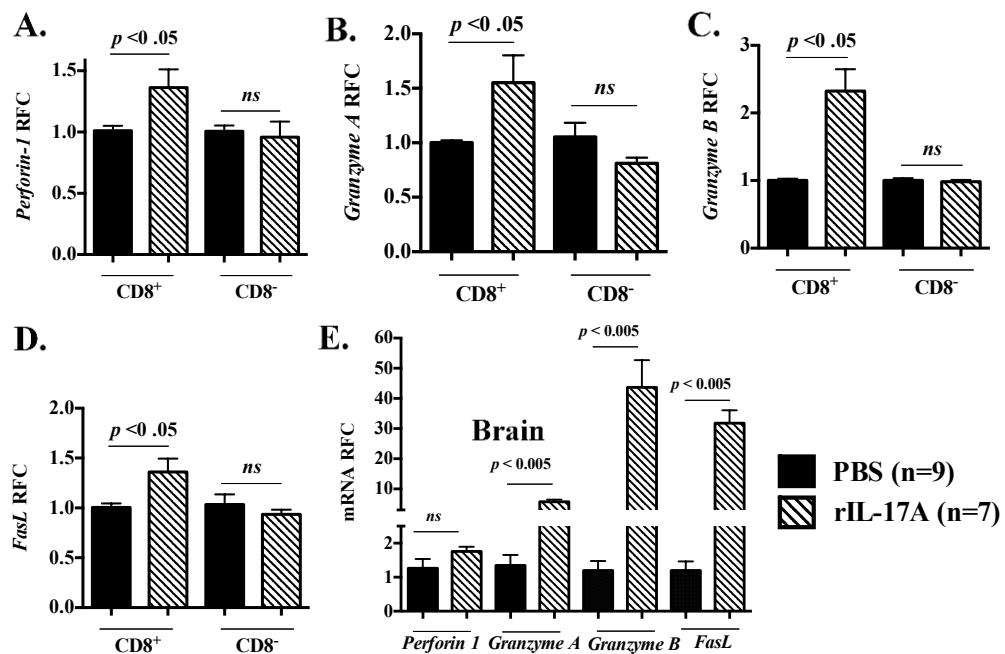 A.
p <0 .05
ns
Perforin-1 RFC
1.5
1.0
0.5
0.0
CD8+
CD8-
B.
p <0 .05
ns
Granzyme A RFC
2.0
1.5
1.0
0.5
0.0
CD8+
CD8-
C.
p <0 .05
ns
Granzyme B RFC
3
2
1
0
CD8+
CD8-
D.
p <0 .05
ns
FasL RFC
2.0
1.5
1.0
0.5
0.0
CD8+
CD8-
E.
p < 0.005
p < 0.005
Brain
p < 0.005
ns
mRNA RFC
60
50
40
30
20
10
2
1
0
Perforin 1 Granzyme A Granzyme B FasL
PBS (n=9)
rIL-17A (n=7)